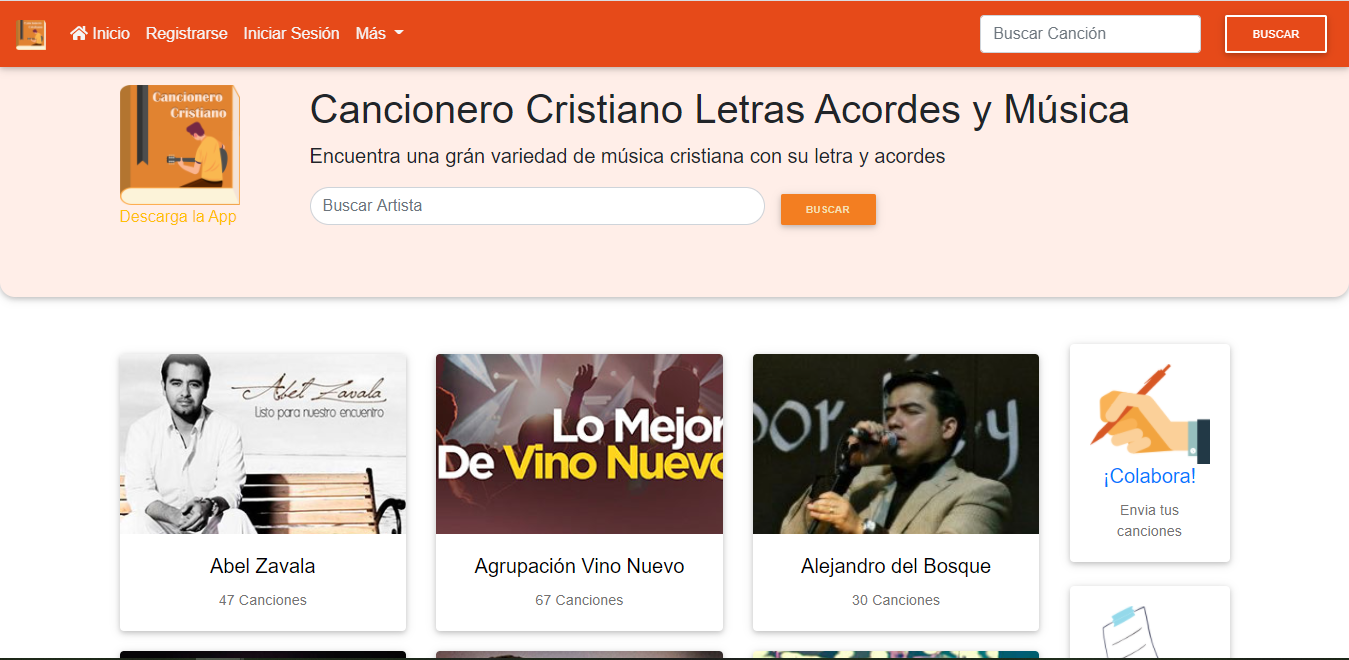 Inicio Registrarse Iniciar Sesión Más Buscar Canción BUSCAR
Cancionero
Cristiano
Descarga la App
Cancionero Cristiano Letras Acordes y Música
Encuentra una grán variedad de música cristiana con su letra y acordes
Buscar Artista BUSCAR
Abel Zavala
Listo para nuestro encuentro
Abel Zavala
47 Canciones
Lo Mejor
De Vino Nuevo
Agrupación Vino Nuevo
67 Canciones
Alejandro del Bosque
30 Canciones
¡Colabora!
Envia tus
canciones